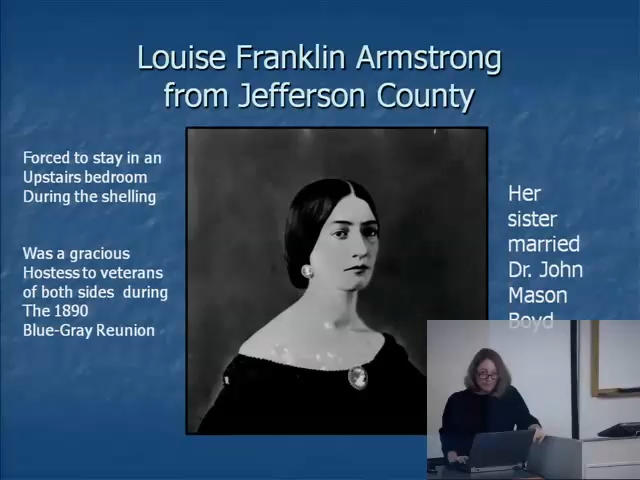 Louise Franklin Armstrong
from Jefferson County
Forced to stay in an
Upstairs bedroom
During the shelling
Was a gracious
Hostess to veterans
of both sides during
The 1890
Blue-Gray Reunion
Her
sister
married
Dr. John
Mason
Boyd